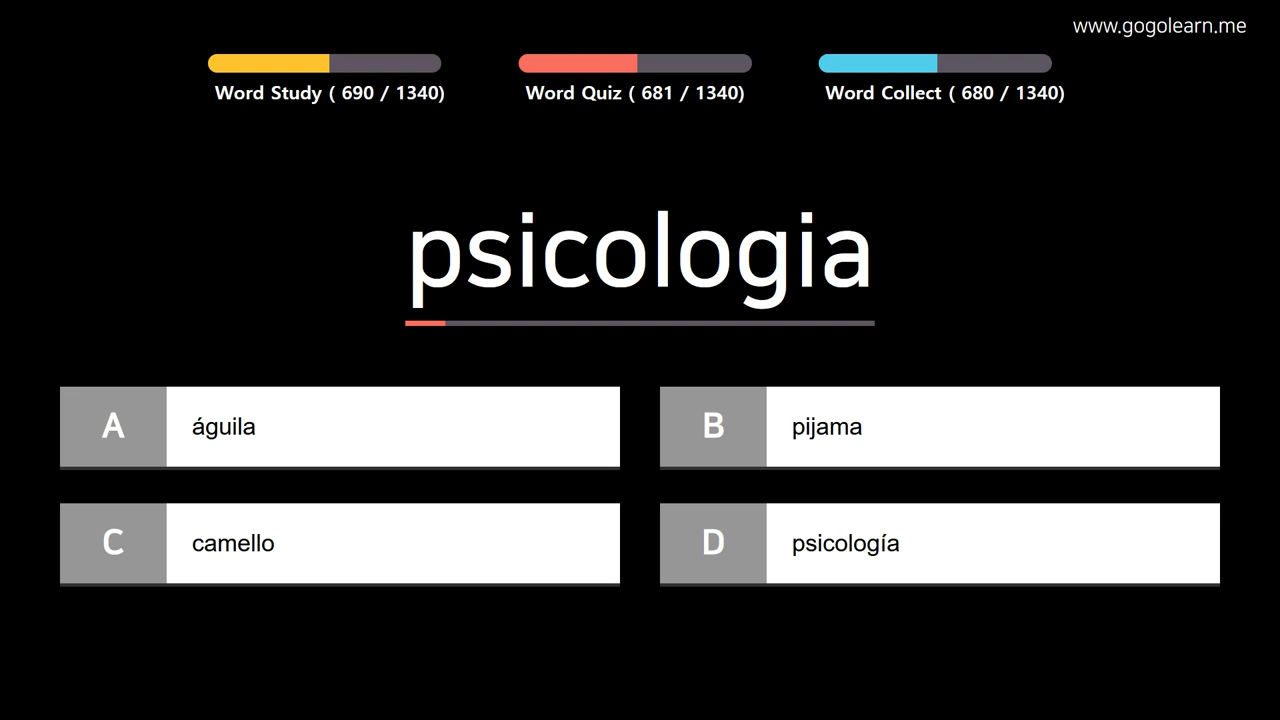 www.gogolearn.me
Word Study ( 690 / 1340)
Word Quiz ( 681 / 1340)
Word Collect ( 680 / 1340)
psicologia
A águila
B pijama
C camello
D psicología